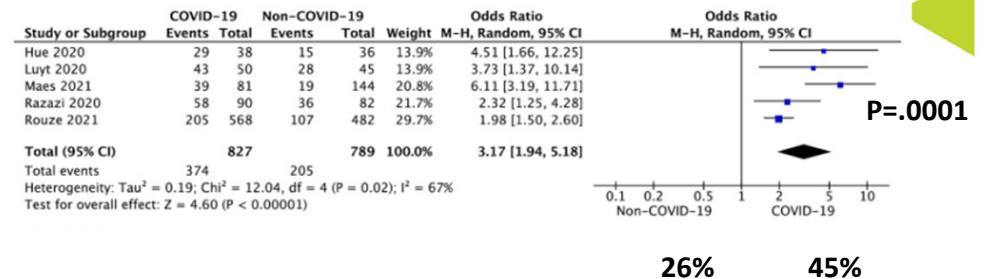 COVID-19 Non-COVID-19 Odds Ratio Odds Ratio
Study or Subgroup Events Total Events Total Weight M-H, Random, 95% CI M-H, Random, 95% CI
Hue 2020 29 38 15 36 13.9% 4.51 [1.66, 12.25]
Luyt 2020 43 50 28 45 13.9% 3.73 [1.37, 10.14]
Maes 2021 39 81 19 144 20.8% 6.11 [3.19, 11.71]
Razazi 2020 58 90 36 82 21.7% 2.32 [1.25, 4.28]
P=.0001
Rouze 2021 205 568 107 482 29.7% 1.98 [1.50, 2.60]
Total (95% CI) 827 789 100.0% 3.17 [1.94, 5.18]
Total events 374 205
Heterogeneity: Tau² = 0.19; Chi² = 12.04, df = 4 (P = 0.02); I² = 67%
Test for overall effect: Z = 4.60 (P < 0.00001)
0.1 0.2 0.5 1 2 5 10
Non-COVID-19 COVID-19
26% 45%